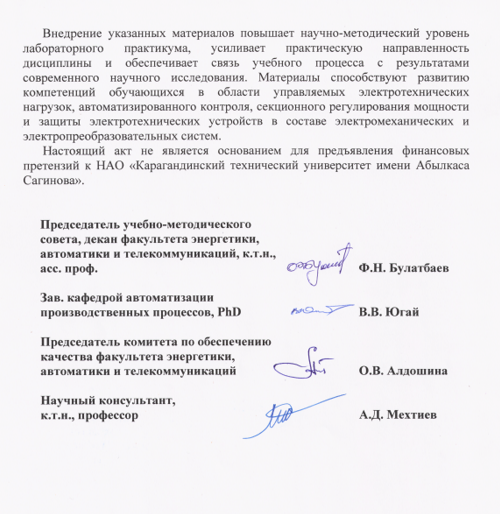 Внедрение указанных материалов повышает научно-методический уровень
лабораторного практикума, усиливает практическую направленность
дисциплины и обеспечивает связь учебного процесса с результатами
современного научного исследования. Материалы способствуют развитию
компетенций обучающихся в области управляемых электротехнических
нагрузок, автоматизированного контроля, секционного регулирования мощности
и защиты электротехнических устройств в составе электромеханических и
электропреобразовательных систем.
Настоящий акт не является основанием для предъявления финансовых
претензий к НАО «Карагандинский технический университет имени Абылкаса
Сагинова».
Председатель учебно-методического
совета, декан факультета энергетики,
автоматики и телекоммуникаций, к.т.н.,
асс. проф. Ф.Н. Булатбаев
Зав. кафедрой автоматизации
производственных процессов, PhD В.В. Югай
Председатель комитета по обеспечению
качества факультета энергетики,
автоматики и телекоммуникаций О.В. Алдошина
Научный консультант,
к.т.н., профессор А.Д. Мехтиев